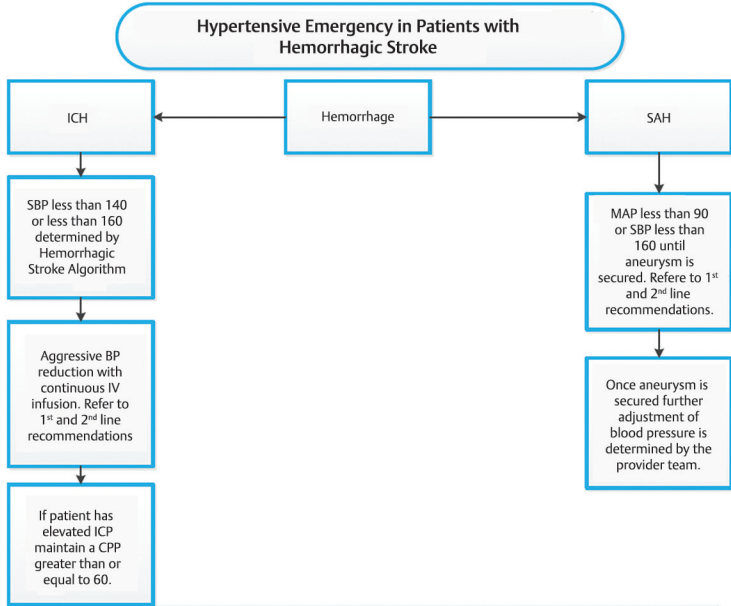 Hypertensive Emergency in Patients with
Hemorrhagic Stroke
ICH
Hemorrhage
SAH
SBP less than 140
or less than 160
determined by
Hemorrhagic
Stroke Algorithm
Aggressive BP
reduction with
continuous IV
infusion. Refer to
1st and 2nd line
recommendations
If patient has
elevated ICP
maintain a CPP
greater than or
equal to 60.
MAP less than 90
or SBP less than
160 until
aneurysm is
secured. Refere to 1st
and 2nd line
recommendations.
Once aneurysm is
secured further
adjustment of
blood pressure is
determined by the
provider team.